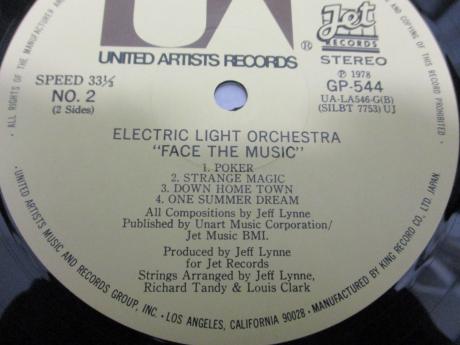 UA
Jet
RECORDS
UNITED ARTISTS RECORDS ®
STEREO
SPEED 33⅓
NO. 2
(2 Sides)
℗ 1978
GP-544
UA-LA546-G(B)
(SILBT 7753) UJ
ELECTRIC LIGHT ORCHESTRA
"FACE THE MUSIC"
1. POKER
2. STRANGE MAGIC
3. DOWN HOME TOWN
4. ONE SUMMER DREAM
All Compositions by Jeff Lynne
Published by Unart Music Corporation/
Jet Music BMI.
Produced by Jeff Lynne
for Jet Records
Strings Arranged by Jeff Lynne,
Richard Tandy & Louis Clark
ALL RIGHTS OF THE MANUFACTURER AND
COPYING OF THIS RECORD PROHIBITED
UNITED ARTISTS MUSIC AND RECORDS GROUP, INC. • LOS ANGELES, CALIFORNIA 90028 • MANUFACTURED BY KING RECORD CO., LTD. JAPAN